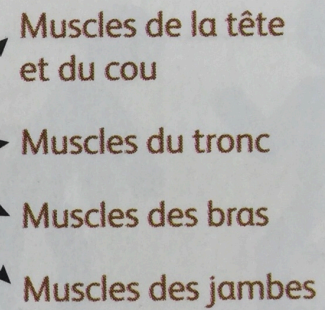 Muscles de la tête
et du cou
Muscles du tronc
Muscles des bras
Muscles des jambes